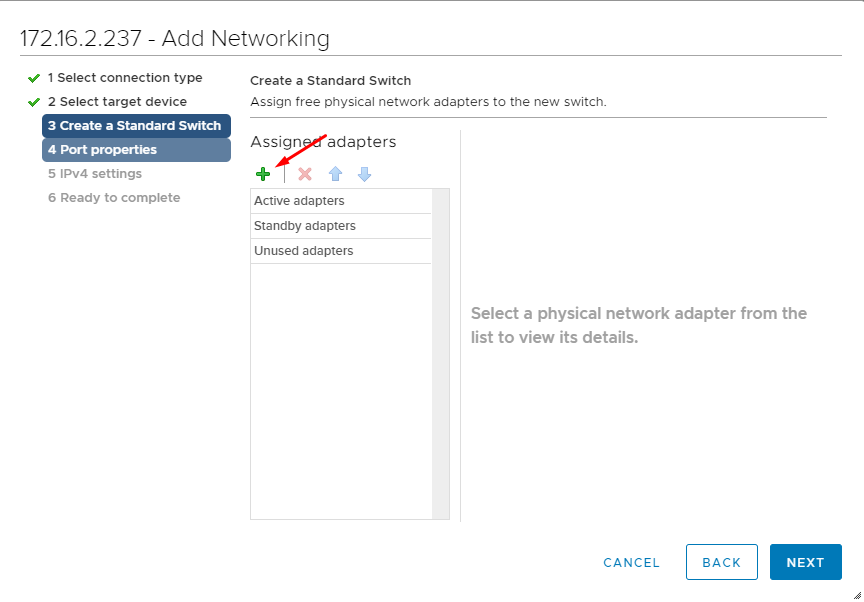 172.16.2.237 - Add Networking
1 Select connection type
2 Select target device
3 Create a Standard Switch
4 Port properties
5 IPv4 settings
6 Ready to complete
Create a Standard Switch
Assign free physical network adapters to the new switch.
Assigned adapters
Active adapters
Standby adapters
Unused adapters
Select a physical network adapter from the
list to view its details.
CANCEL
BACK
NEXT